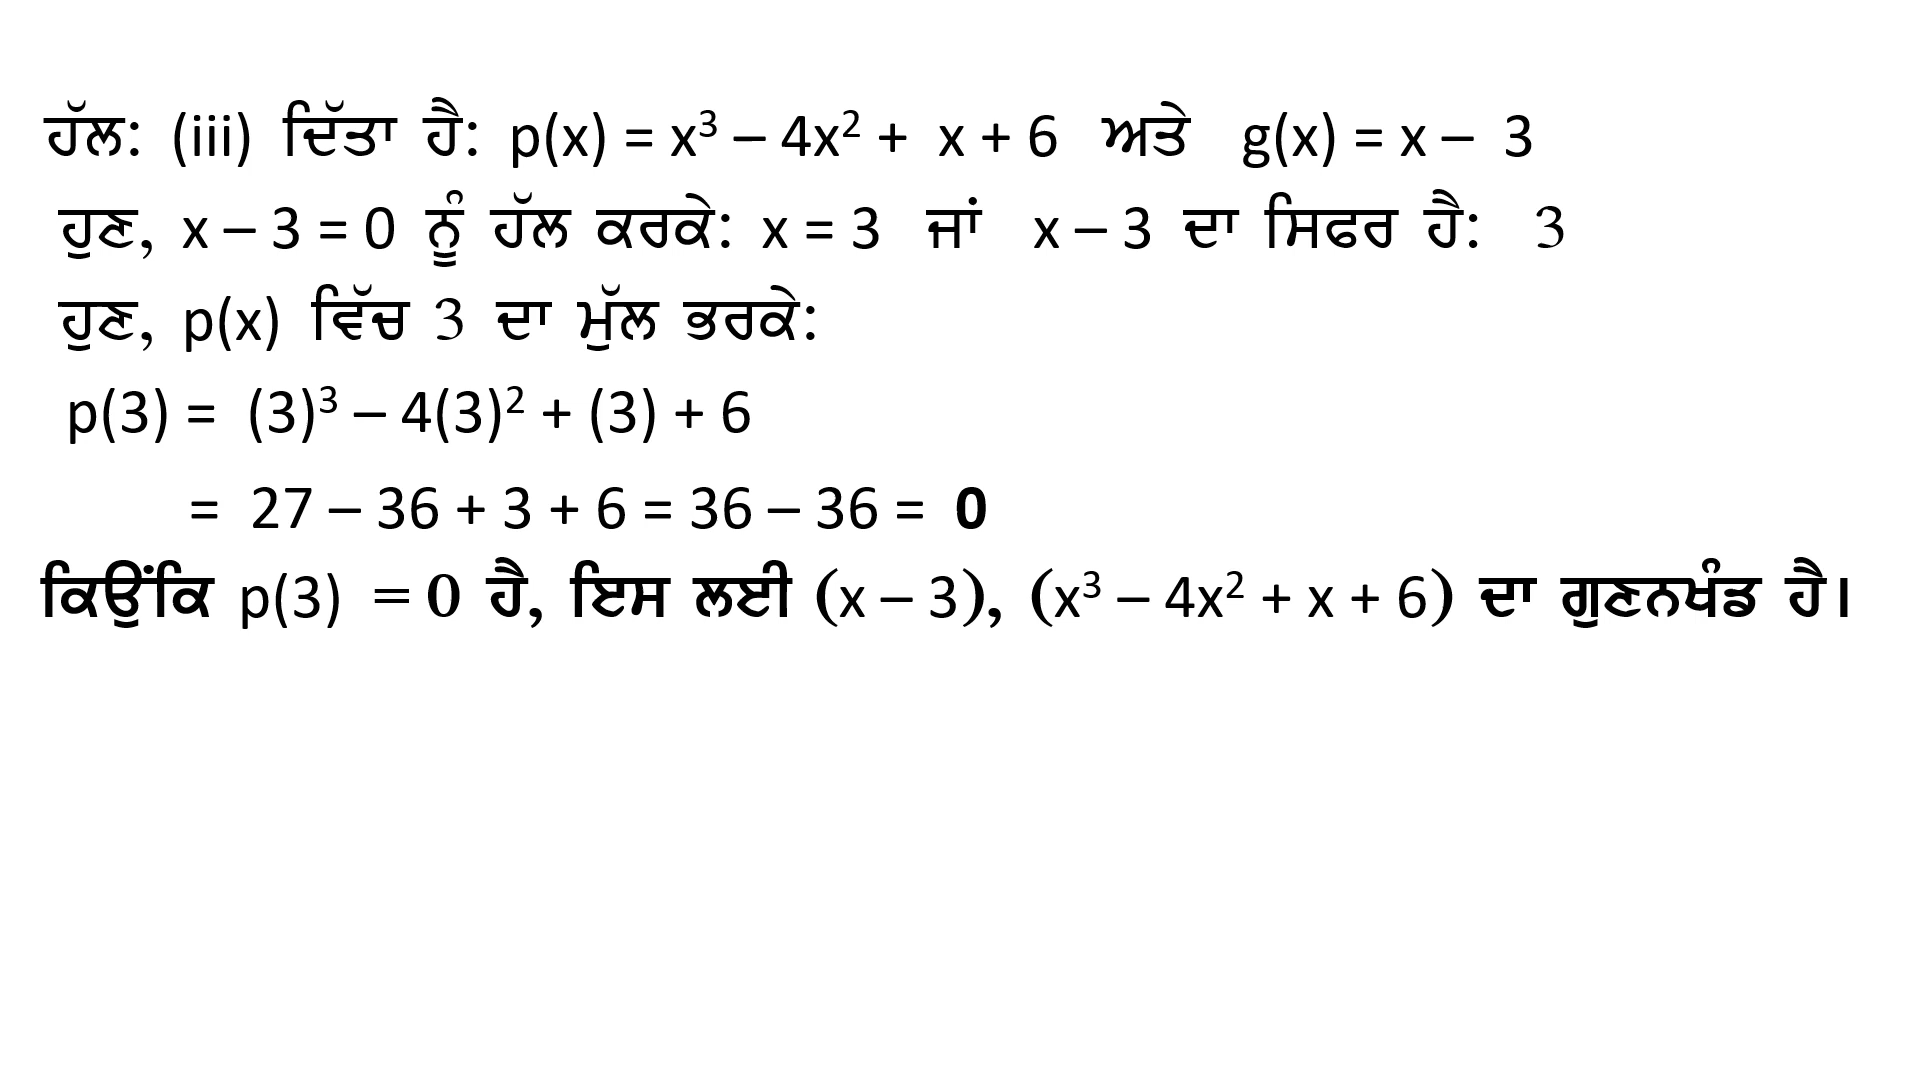 ਹੱਲ: (iii) ਦਿੱਤਾ ਹੈ: p(x) = x³ – 4x² + x + 6 ਅਤੇ g(x) = x – 3
ਹੁਣ, x – 3 = 0 ਨੂੰ ਹੱਲ ਕਰਕੇ: x = 3 ਜਾਂ x – 3 ਦਾ ਸਿਫਰ ਹੈ: 3
ਹੁਣ, p(x) ਵਿੱਚ 3 ਦਾ ਮੁੱਲ ਭਰਕੇ:
p(3) = (3)³ – 4(3)² + (3) + 6
= 27 – 36 + 3 + 6 = 36 – 36 = 0
ਕਿਉਂਕਿ p(3) = 0 ਹੈ, ਇਸ ਲਈ (x – 3), (x³ – 4x² + x + 6) ਦਾ ਗੁਣਨਖੰਡ ਹੈ।